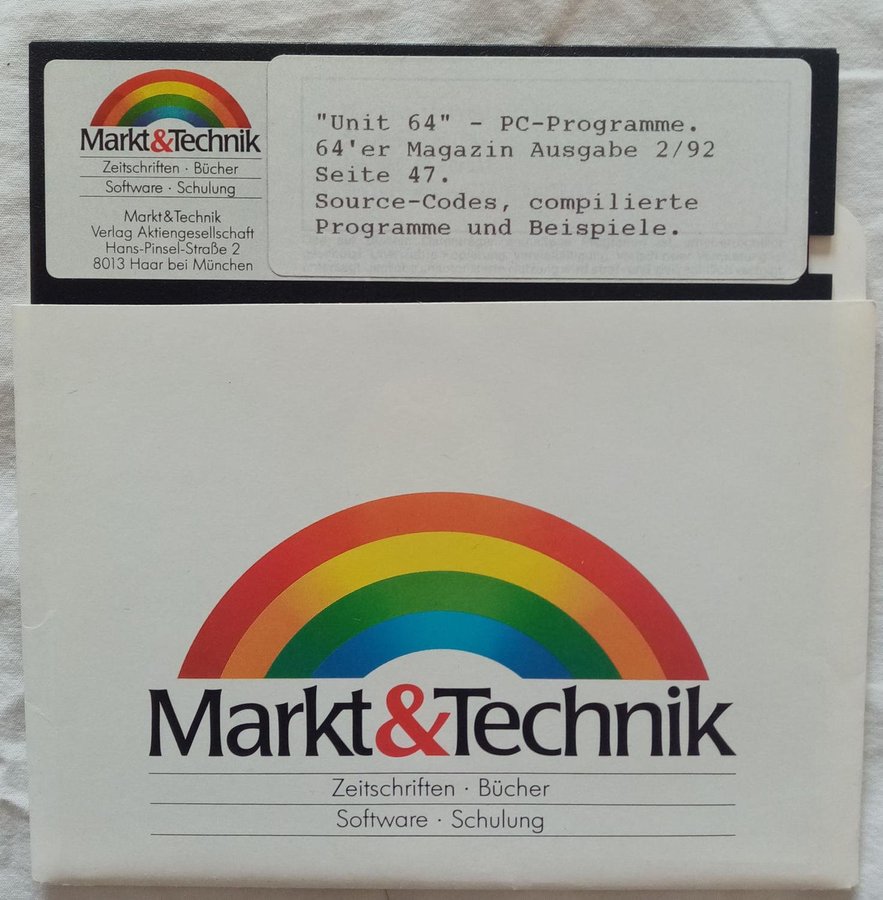 Markt&Technik
Zeitschriften · Bücher
Software · Schulung
Markt&Technik
Verlag Aktiengesellschaft
Hans-Pinsel-Straße 2
8013 Haar bei München
"Unit 64" - PC-Programme.
64'er Magazin Ausgabe 2/92
Seite 47.
Source-Codes, compilierte
Programme und Beispiele.
Markt&Technik
Zeitschriften · Bücher
Software · Schulung